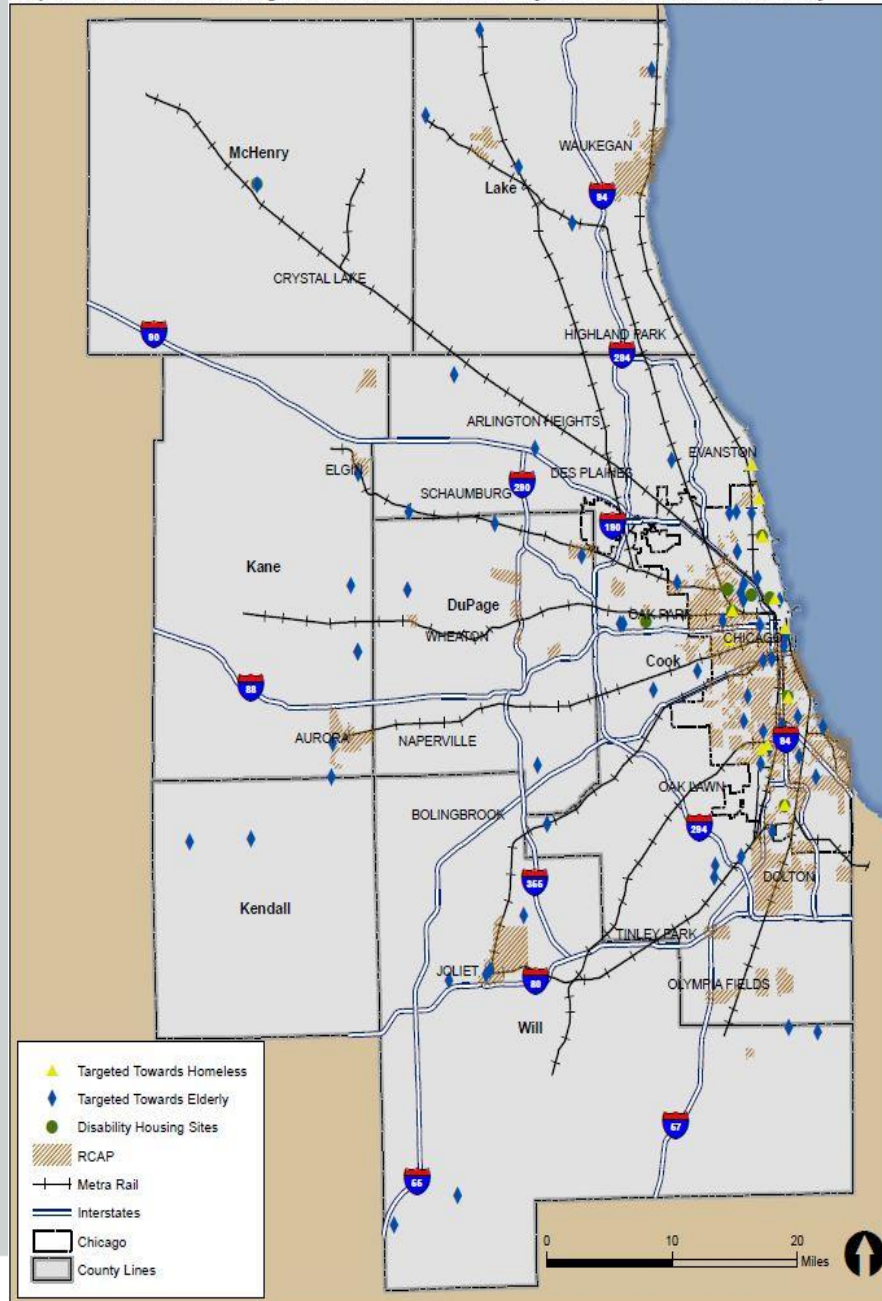 WAUKEGAN
McHenry
Lake
94
CRYSTAL LAKE
90
HIGHLAND PARK
294
ARLINGTON HEIGHTS
EVANSTON
ELGIN
DES PLAINES
SCHAUMBURG
290
190
Kane
DuPage
OAK PARK
WHEATON
CHICAGO
Cook
88
AURORA
NAPERVILLE
94
OAK LAWN
BOLINGBROOK
294
DOLTON
355
Kendall
TINLEY PARK
JOLIET
80
OLYMPIA FIELDS
Will
57
55
Targeted Towards Homeless
Targeted Towards Elderly
Disability Housing Sites
RCAP
Metra Rail
Interstates
Chicago
County Lines
0 10 20
Miles